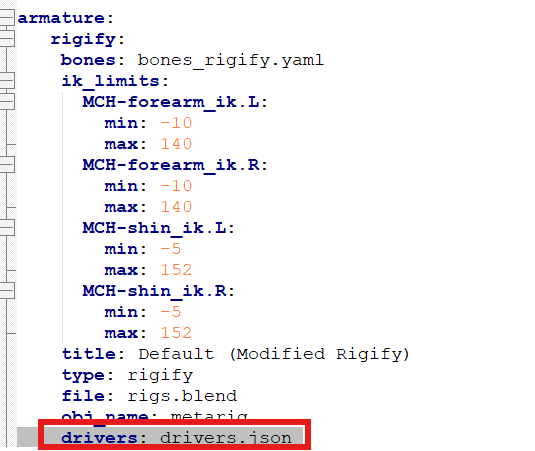 armature:
rigify:
bones: bones_rigify.yaml
ik_limits:
MCH-forearm_ik.L:
min: -10
max: 140
MCH-forearm_ik.R:
min: -10
max: 140
MCH-shin_ik.L:
min: -5
max: 152
MCH-shin_ik.R:
min: -5
max: 152
title: Default (Modified Rigify)
type: rigify
file: rigs.blend
obj_name: metarig
drivers: drivers.json